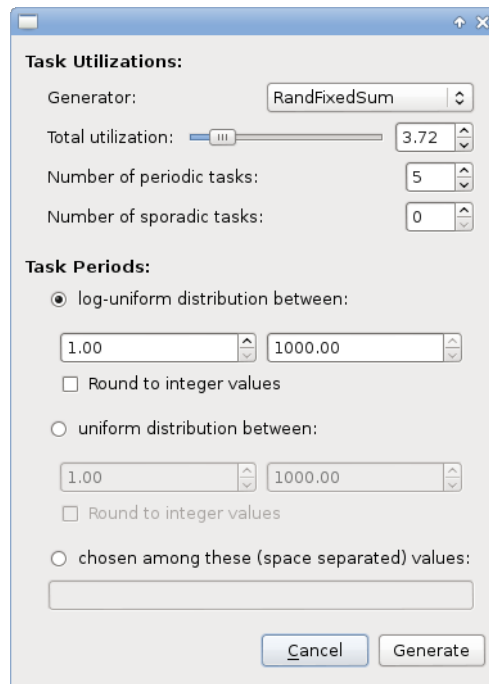 Task Utilizations:
Generator: RandFixedSum
Total utilization: 3.72
Number of periodic tasks: 5
Number of sporadic tasks: 0
Task Periods:
log-uniform distribution between:
1.00 1000.00
Round to integer values
uniform distribution between:
1.00 1000.00
Round to integer values
chosen among these (space separated) values:
Cancel Generate